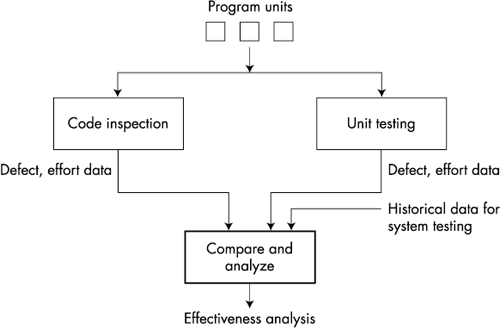 Program units
Code inspection
Unit testing
Defect, effort data
Defect, effort data
Historical data for
system testing
Compare and
analyze
Effectiveness analysis